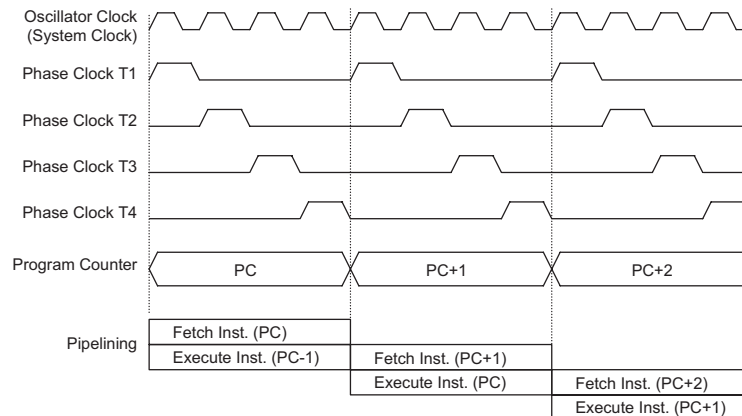 Oscillator Clock
(System Clock)
Phase Clock T1
Phase Clock T2
Phase Clock T3
Phase Clock T4
Program Counter
PC
PC+1
PC+2
Pipelining
Fetch Inst. (PC)
Execute Inst. (PC-1)
Fetch Inst. (PC+1)
Execute Inst. (PC)
Fetch Inst. (PC+2)
Execute Inst. (PC+1)